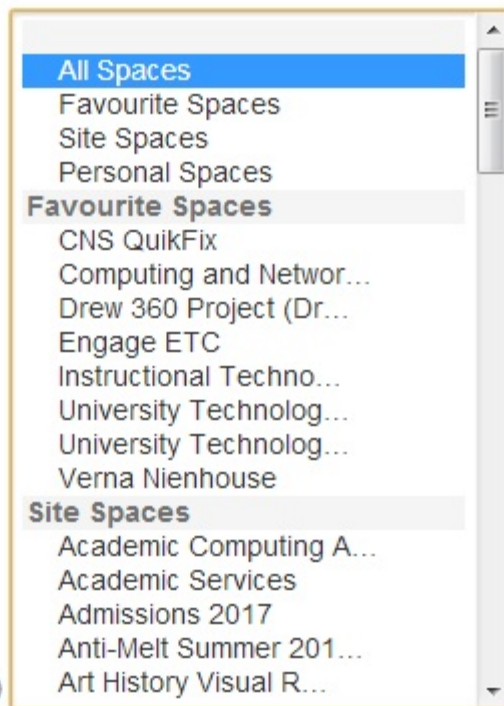 All Spaces
Favourite Spaces
Site Spaces
Personal Spaces
Favourite Spaces
CNS QuikFix
Computing and Networ...
Drew 360 Project (Dr...
Engage ETC
Instructional Techno...
University Technolog...
University Technolog...
Verna Nienhouse
Site Spaces
Academic Computing A...
Academic Services
Admissions 2017
Anti-Melt Summer 201...
Art History Visual R...